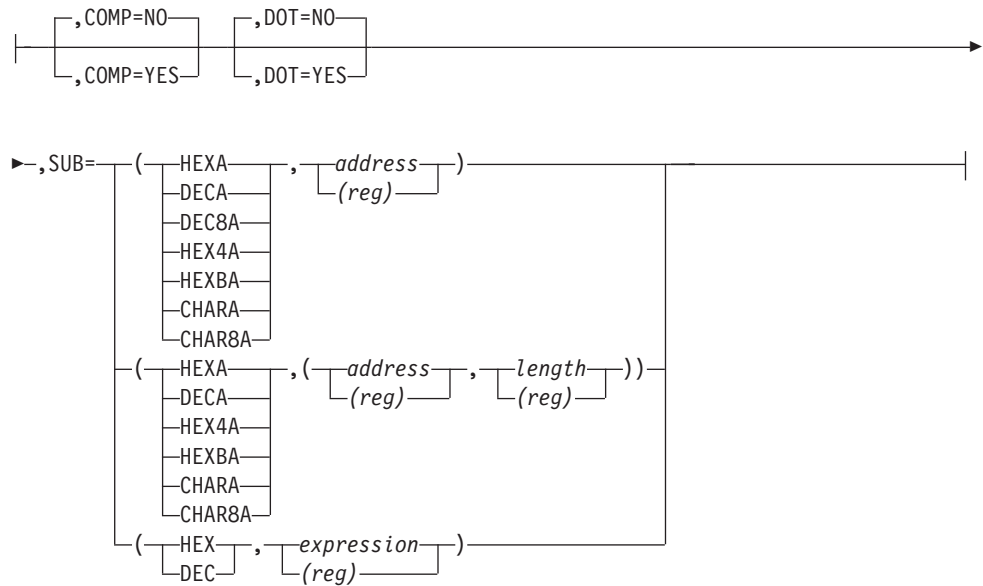 ,COMP=NO ,DOT=NO
,COMP=YES ,DOT=YES
,SUB= ( HEXA , address )
DECA (reg)
DEC8A
HEX4A
HEXBA
CHARA
CHAR8A
( HEXA ,( address , length ))
DECA (reg) (reg)
HEX4A
HEXBA
CHARA
CHAR8A
( HEX , expression )
DEC (reg)